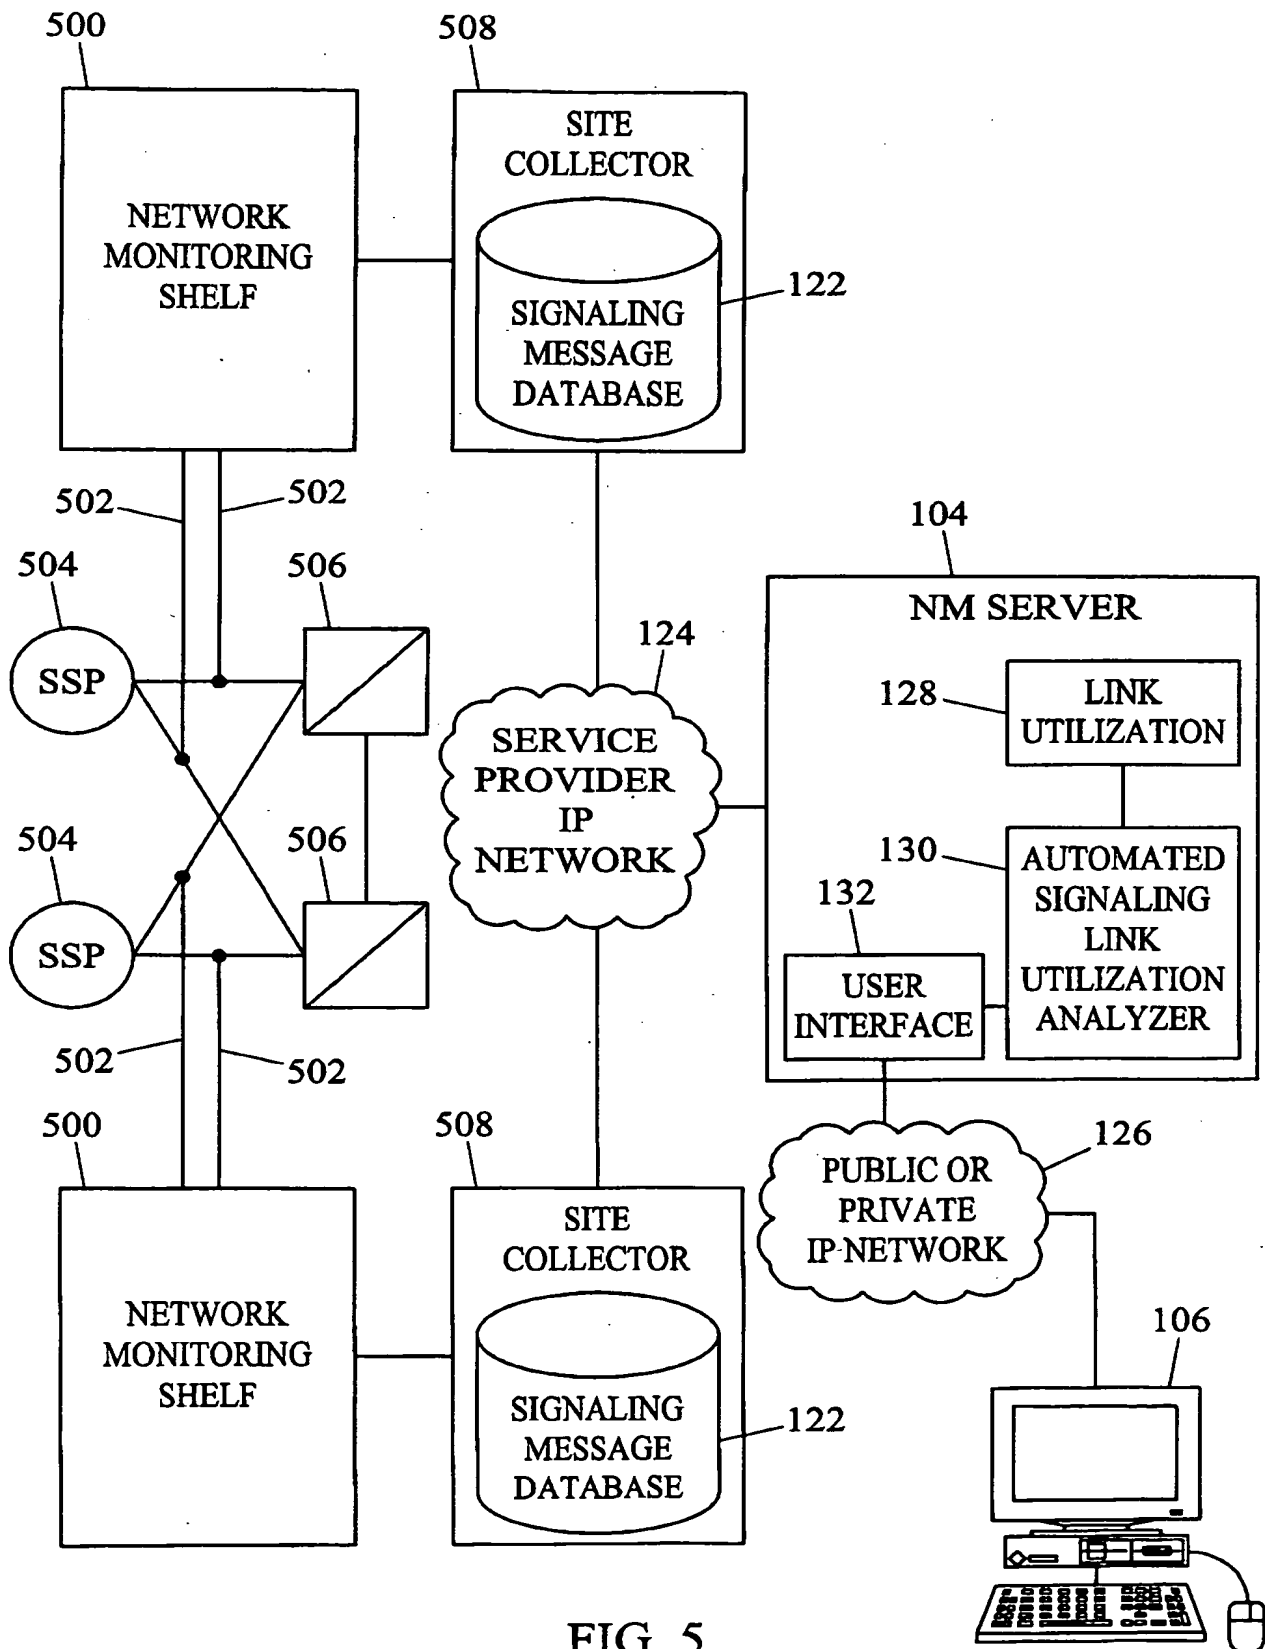 500
508
NETWORK
MONITORING
SHELF
SITE
COLLECTOR
SIGNALING
MESSAGE
DATABASE
122
502
502
504
506
SSP
104
NM SERVER
124
SERVICE
PROVIDER
IP
NETWORK
128
LINK
UTILIZATION
504
506
SSP
130
AUTOMATED
SIGNALING
LINK
UTILIZATION
ANALYZER
132
USER
INTERFACE
502
502
500
508
NETWORK
MONITORING
SHELF
SITE
COLLECTOR
SIGNALING
MESSAGE
DATABASE
122
126
PUBLIC OR
PRIVATE
IP-NETWORK
106
FIG. 5